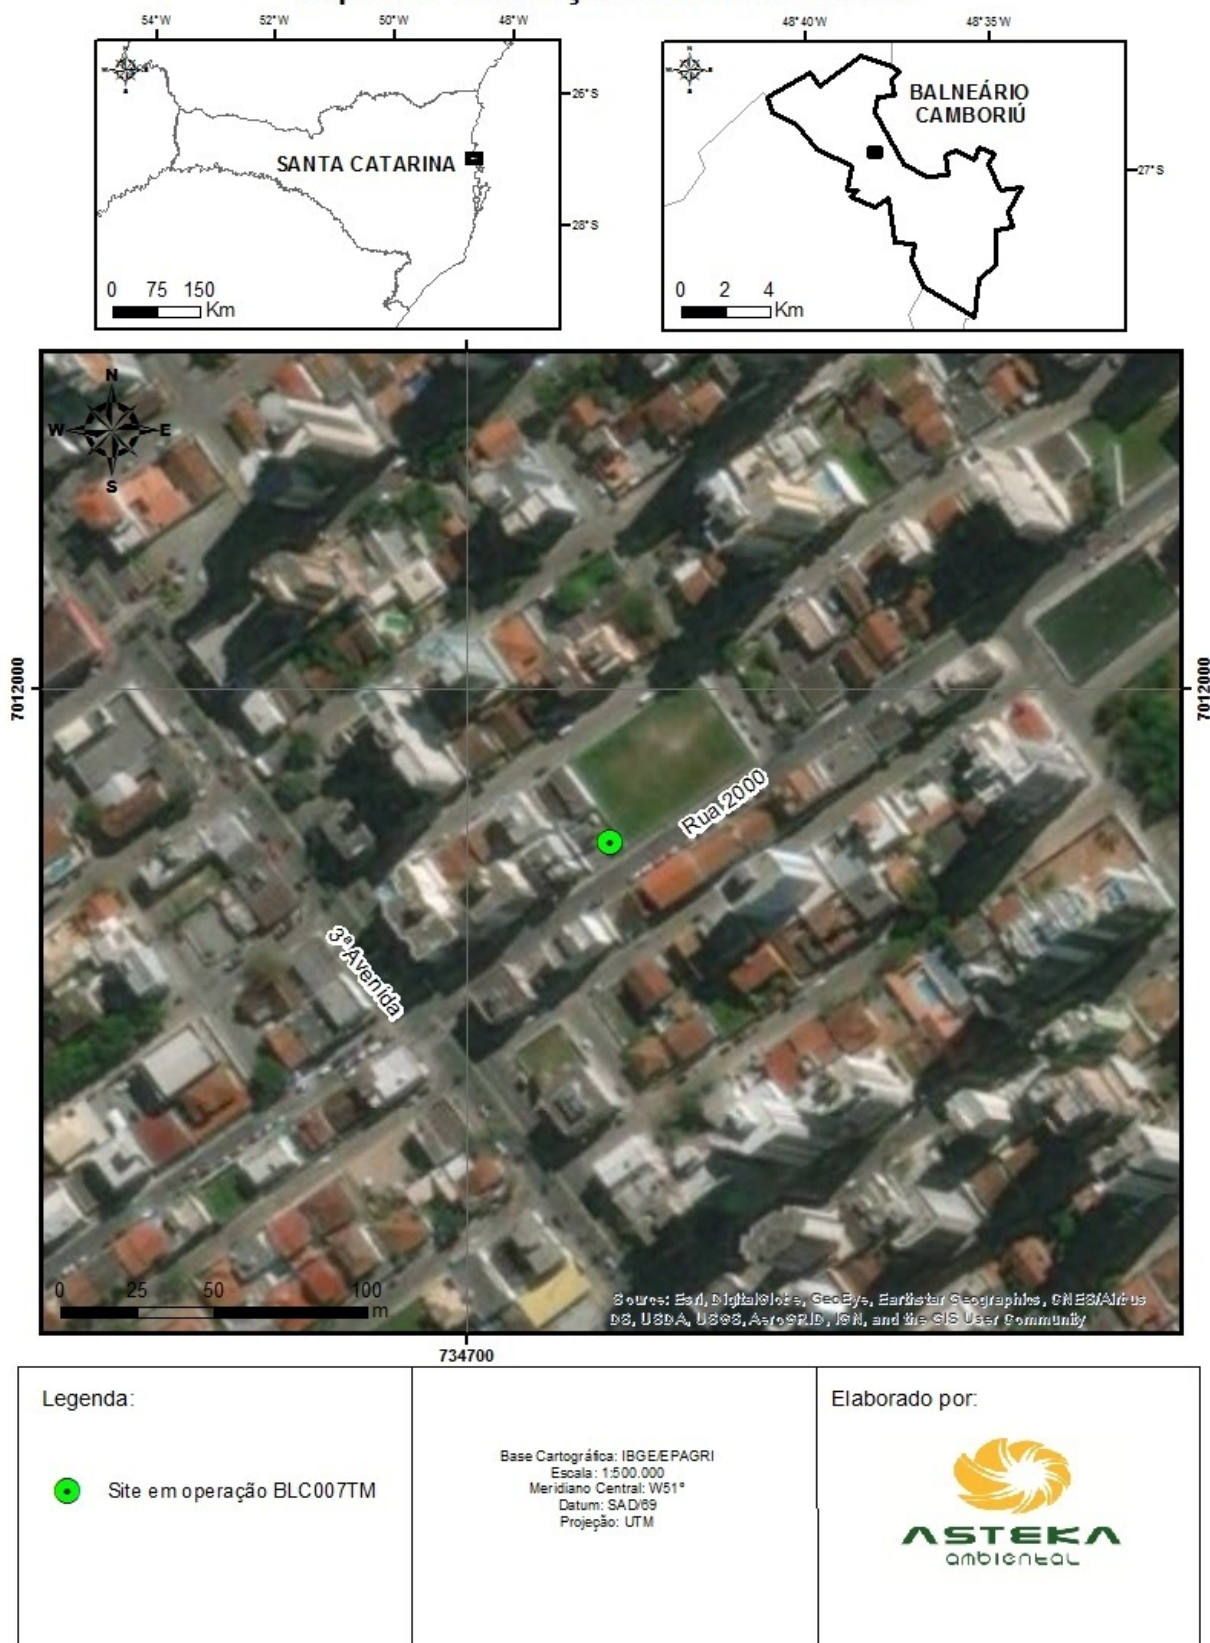 54° W 52° W 50° W 48° W
48° 40' W 48° 35' W
26° S
28° S
SANTA CATARINA
0 75 150
Km
BALNEÁRIO
CAMBORIÚ
27° S
0 2 4
Km
N
W E
S
7012000
7012000
Rua 2000
3ª Avenida
0 25 50 100
m
Source: Esri, DigitalGlobe, GeoEye, Earthstar Geographics, CNES/Airbus
DS, USDA, USGS, AeroGRID, IGN, and the GIS User Community
734700
Legenda:
Site em operação BLC007TM
Base Cartográfica: IBGE/EPAGRI
Escala: 1:500.000
Meridiano Central: W51°
Datum: SAD/69
Projeção: UTM
Elaborado por:
ASTEKA
ambiental